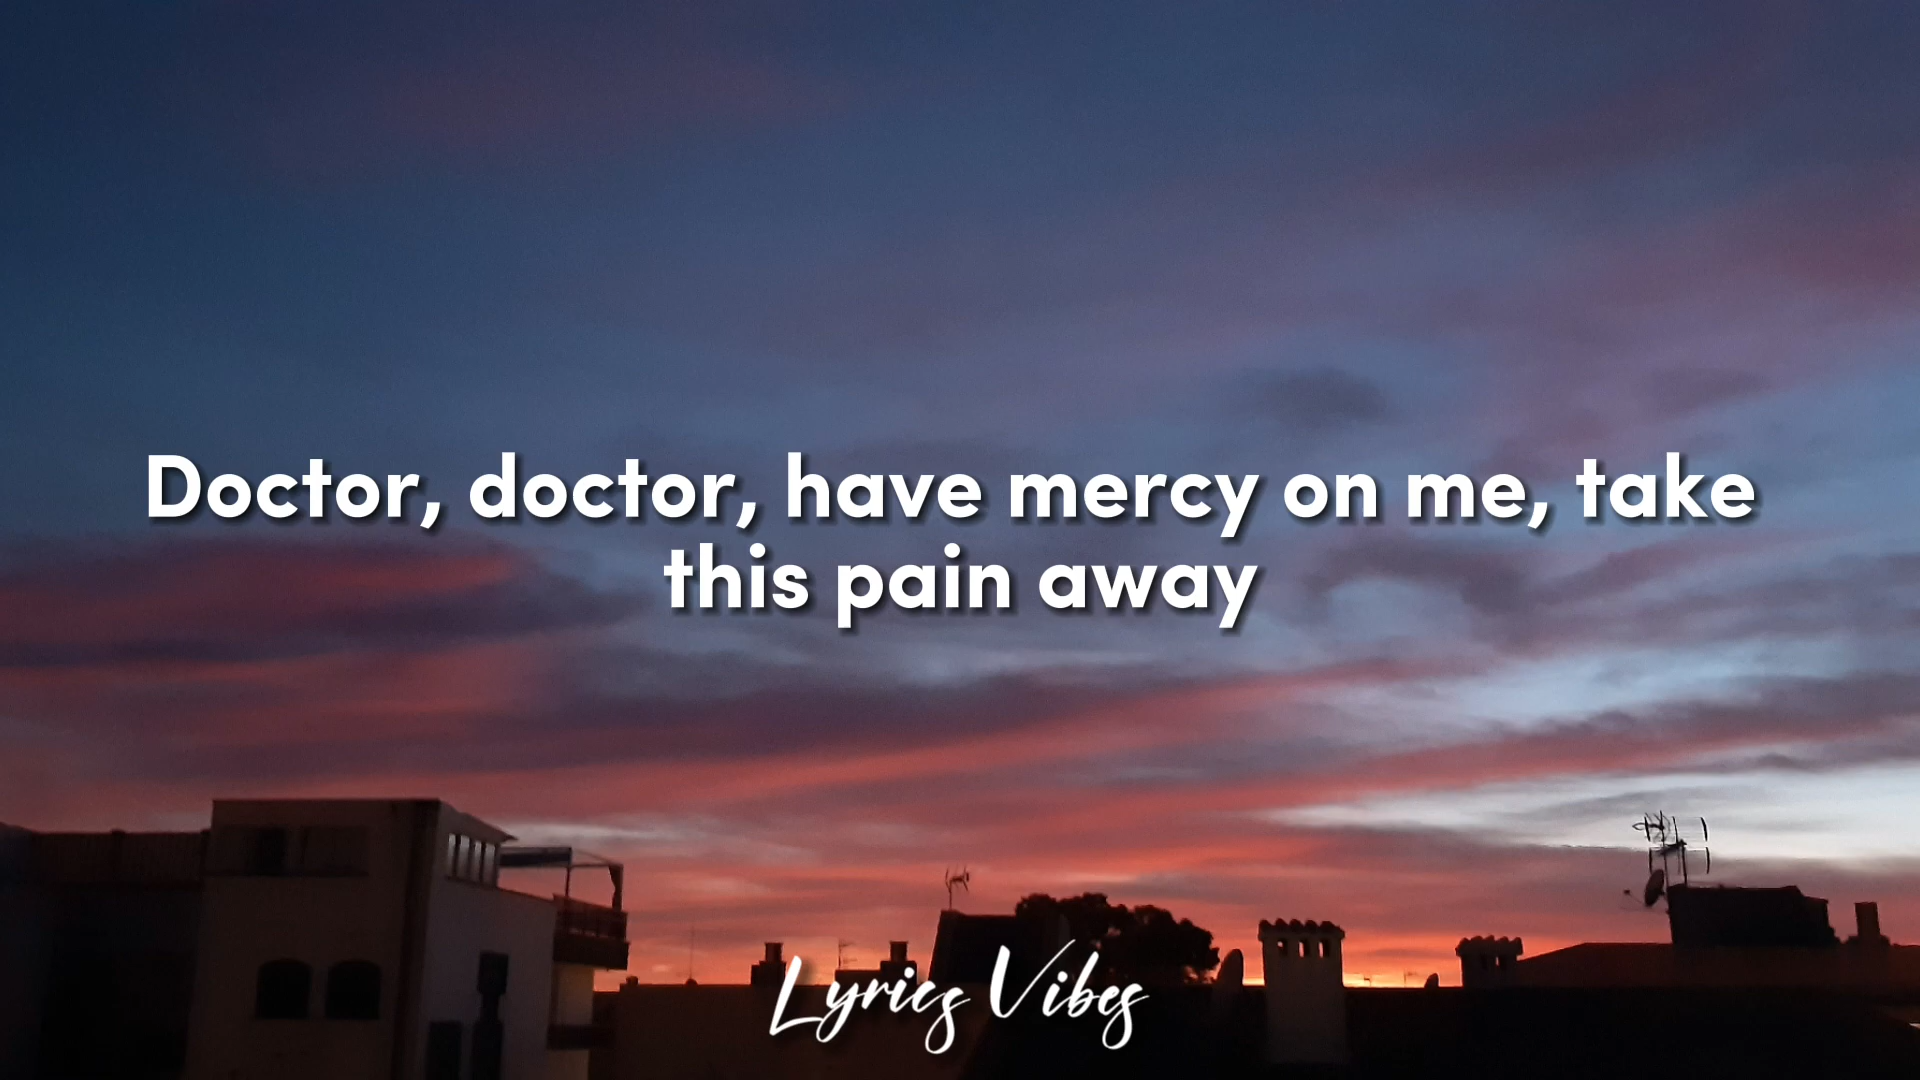 Doctor, doctor, have mercy on me, take
this pain away
Lyrics Vibes